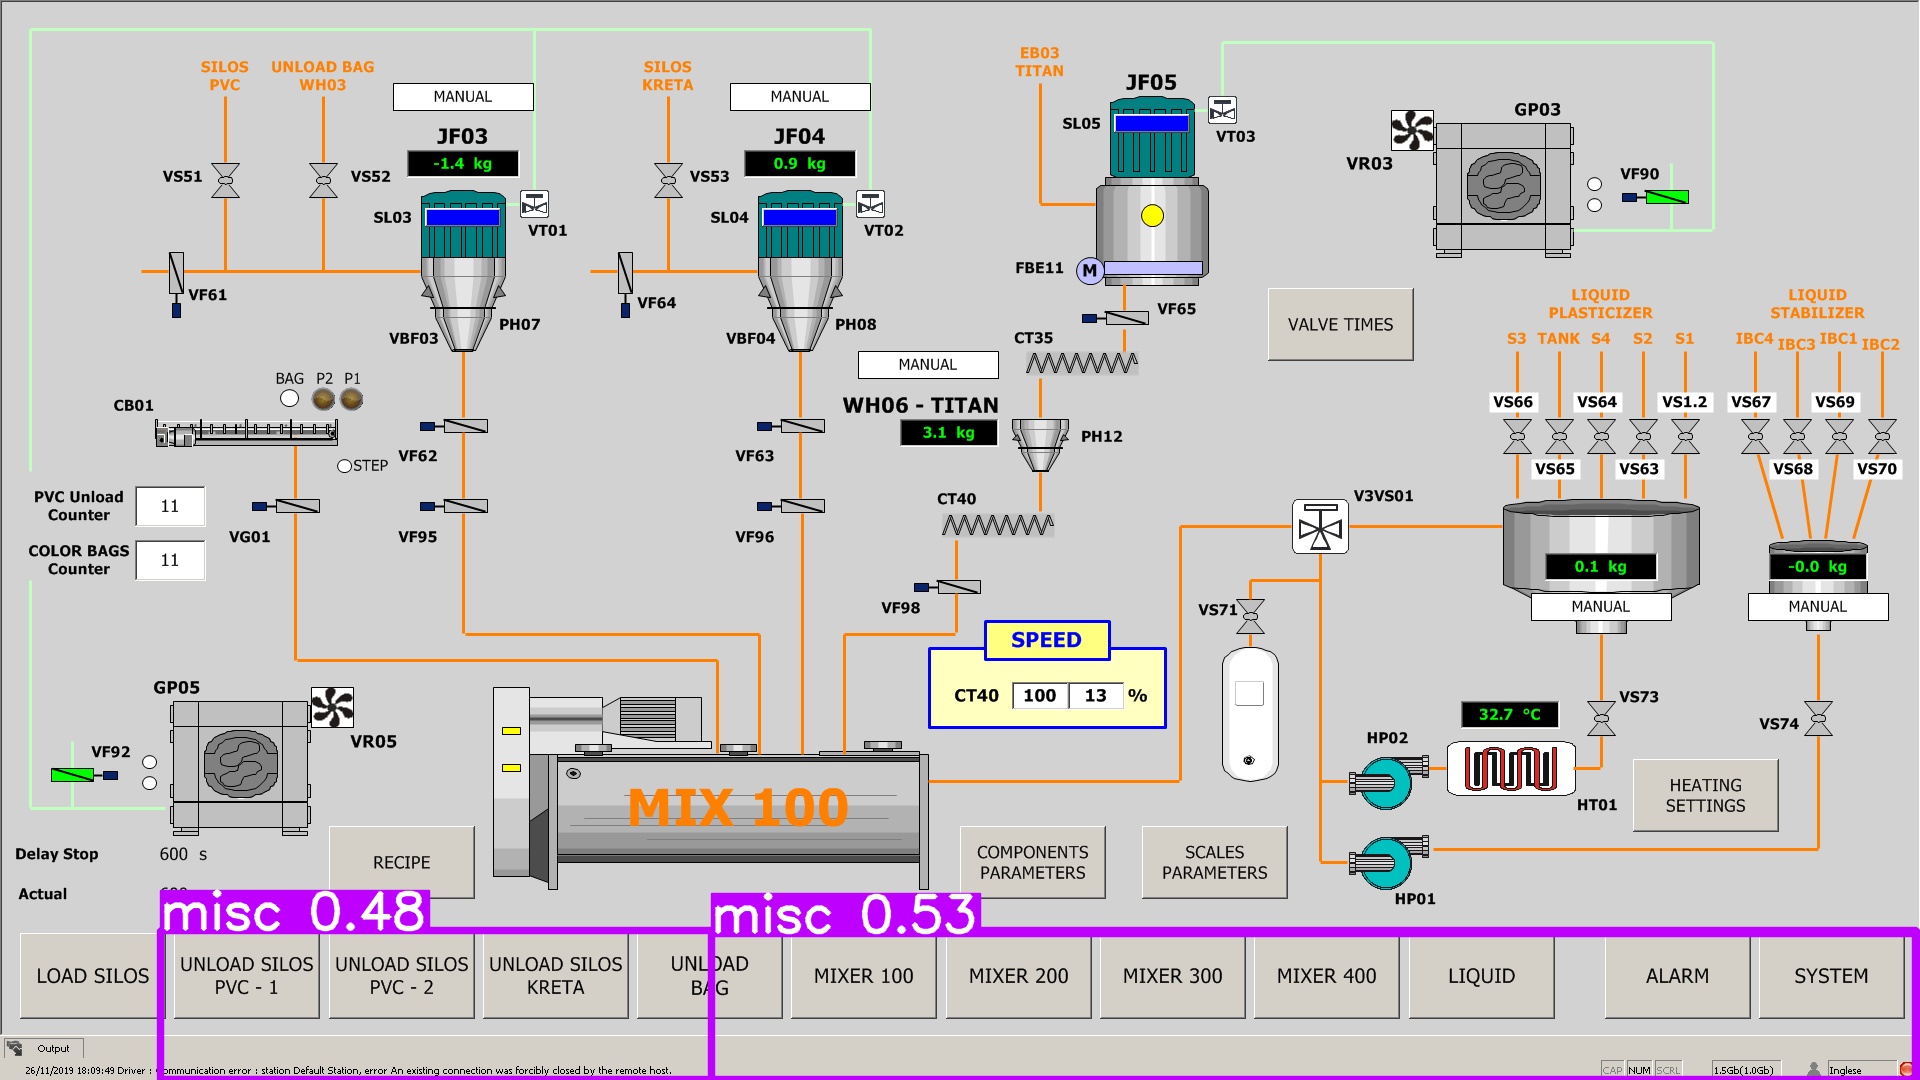 SILOS
PVC
UNLOAD BAG
WH03
MANUAL
SILOS
KRETA
MANUAL
EB03
TITAN
JF05
JF03
-1.4 kg
JF04
0.9 kg
SL05
VT03
GP03
VR03
VS51
VS52
VS53
VF90
SL03
VT01
SL04
VT02
FBE11
M
VF61
VF64
VF65
PH07
PH08
VBF03
VBF04
CT35
VALVE TIMES
LIQUID
PLASTICIZER
LIQUID
STABILIZER
S3 TANK S4 S2 S1
IBC4 IBC3 IBC1 IBC2
MANUAL
BAG P2 P1
CB01
WH06 - TITAN
3.1 kg
PH12
VS66 VS64 VS1.2 VS67 VS69
STEP
VF62
VF63
VS65 VS63 VS68 VS70
PVC Unload
Counter
11
CT40
V3VS01
VG01
VF95
VF96
COLOR BAGS
Counter
11
0.1 kg
-0.0 kg
VF98
VS71
MANUAL
MANUAL
SPEED
CT40 100 13 %
GP05
VR05
VS73
32.7 °C
VS74
VF92
HP02
HT01
HEATING
SETTINGS
MIX 100
Delay Stop 600 s
RECIPE
COMPONENTS
PARAMETERS
SCALES
PARAMETERS
Actual
HP01
misc 0.48
misc 0.53
LOAD SILOS
UNLOAD SILOS
PVC - 1
UNLOAD SILOS
PVC - 2
UNLOAD SILOS
KRETA
UNLOAD
BAG
MIXER 100
MIXER 200
MIXER 300
MIXER 400
LIQUID
ALARM
SYSTEM
Output
26/11/2019 18:09:49 Driver : Communication error : station Default Station, error An existing connection was forcibly closed by the remote host.
CAP NUM SCRL 1.5Gb(1.0Gb) Inglese